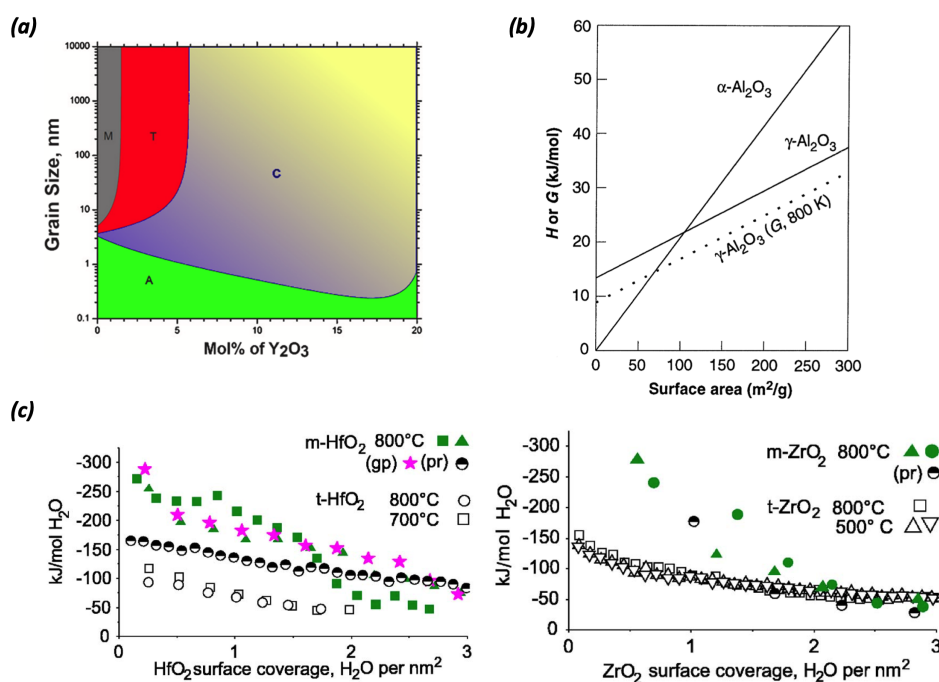 (a)
10000
1000
100
10
1
0.1
Grain Size, nm
M
T
C
A
0
5
10
15
20
Mol% of Y2O3
(b)
60
50
40
30
20
10
0
H or G (kJ/mol)
α-Al2O3
γ-Al2O3
γ-Al2O3 (G, 800 K)
0 50 100 150 200 250 300
Surface area (m²/g)
(c)
-300
-250
-200
-150
-100
-50
0
kJ/mol H2O
m-HfO2 800°C
(gp) (pr)
t-HfO2 800°C
700°C
0 1 2 3
HfO2 surface coverage, H2O per nm²
-300
-250
-200
-150
-100
-50
0
kJ/mol H2O
m-ZrO2 800°C
(pr)
t-ZrO2 800°C
500° C
0 1 2 3
ZrO2 surface coverage, H2O per nm²